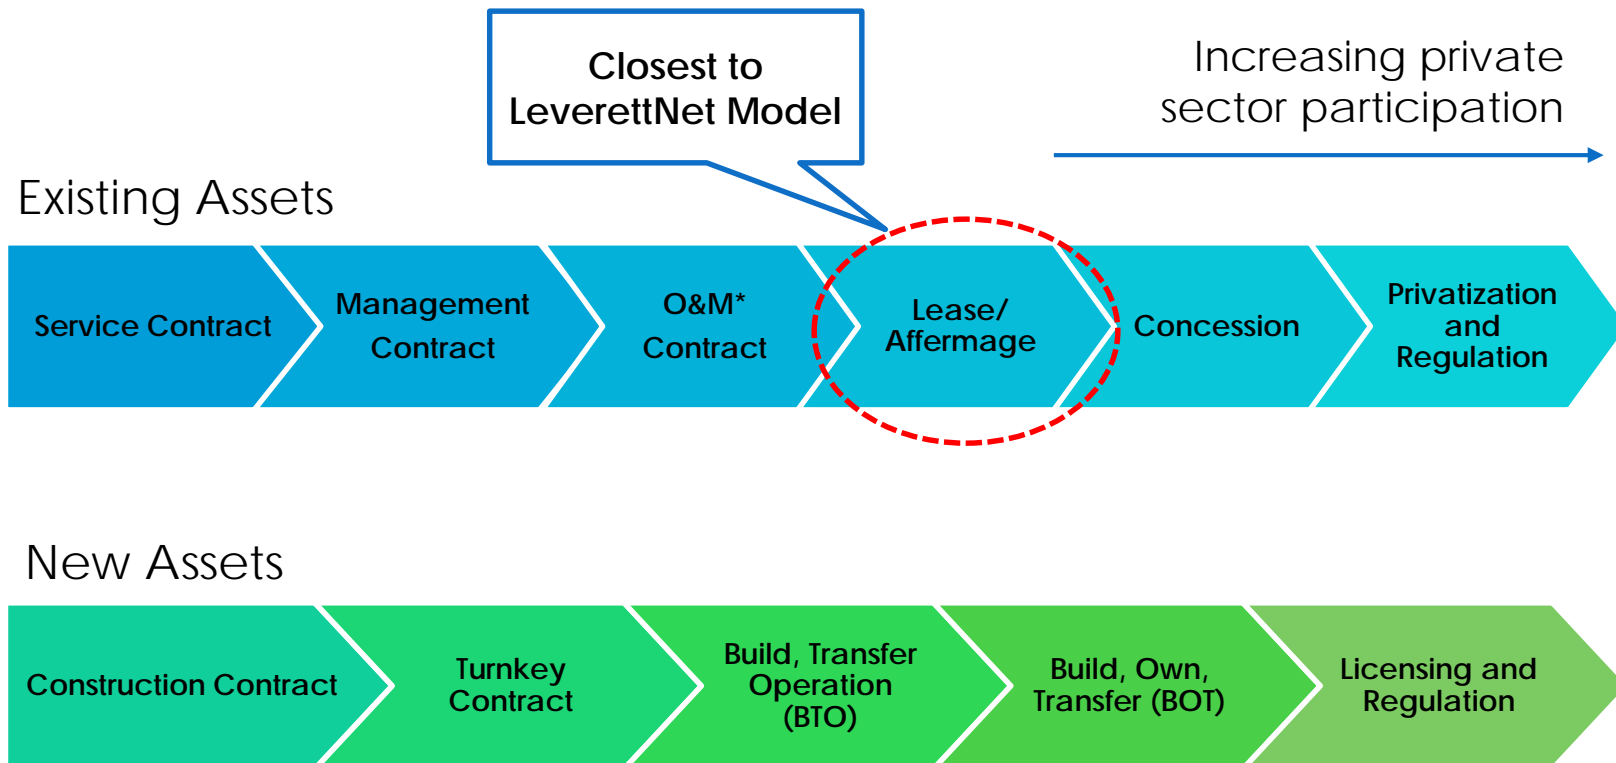 Closest to
LeverettNet Model
Increasing private
sector participation
Existing Assets
Service Contract
Management
Contract
O&M*
Contract
Lease/
Affermage
Concession
Privatization
and
Regulation
New Assets
Construction Contract
Turnkey
Contract
Build, Transfer
Operation
(BTO)
Build, Own,
Transfer (BOT)
Licensing and
Regulation